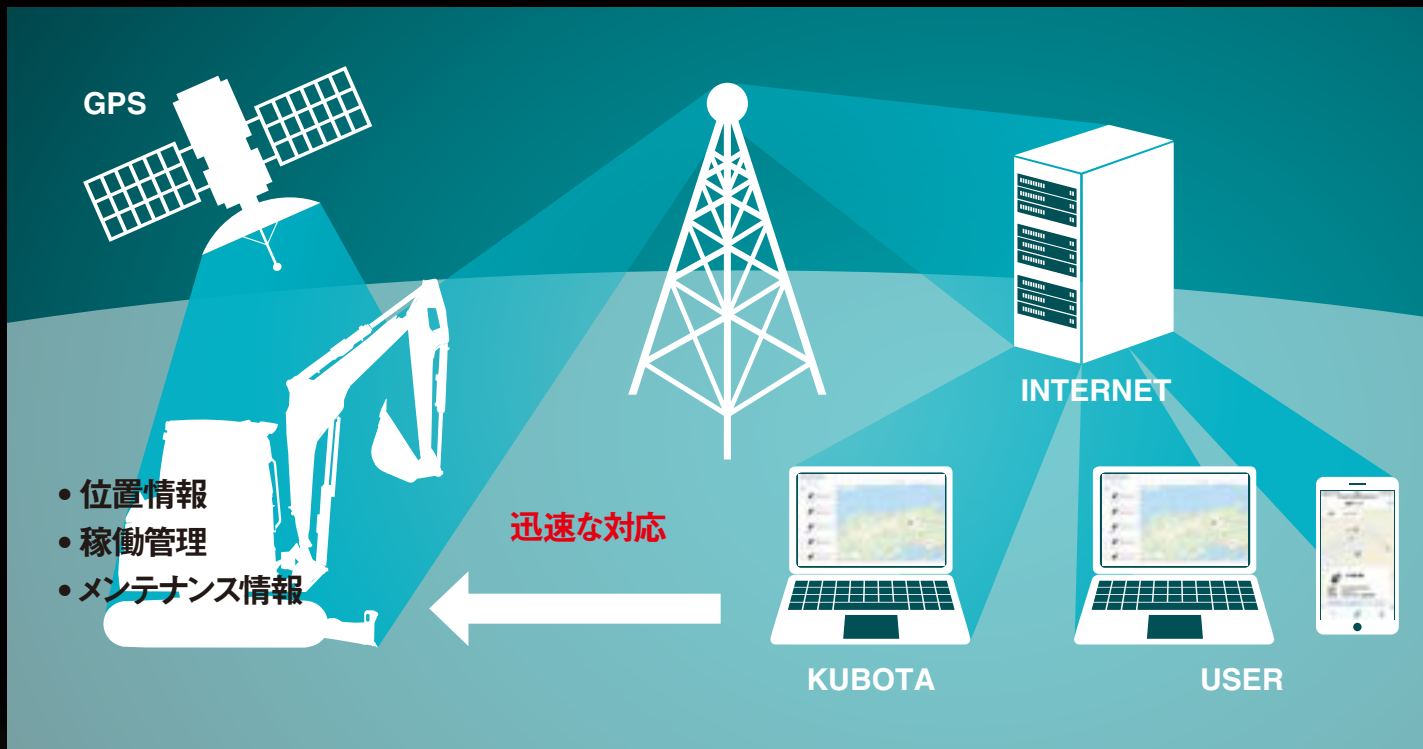 GPS
INTERNET
• 位置情報
• 稼働管理
• メンテナンス情報
迅速な対応
KUBOTA
USER